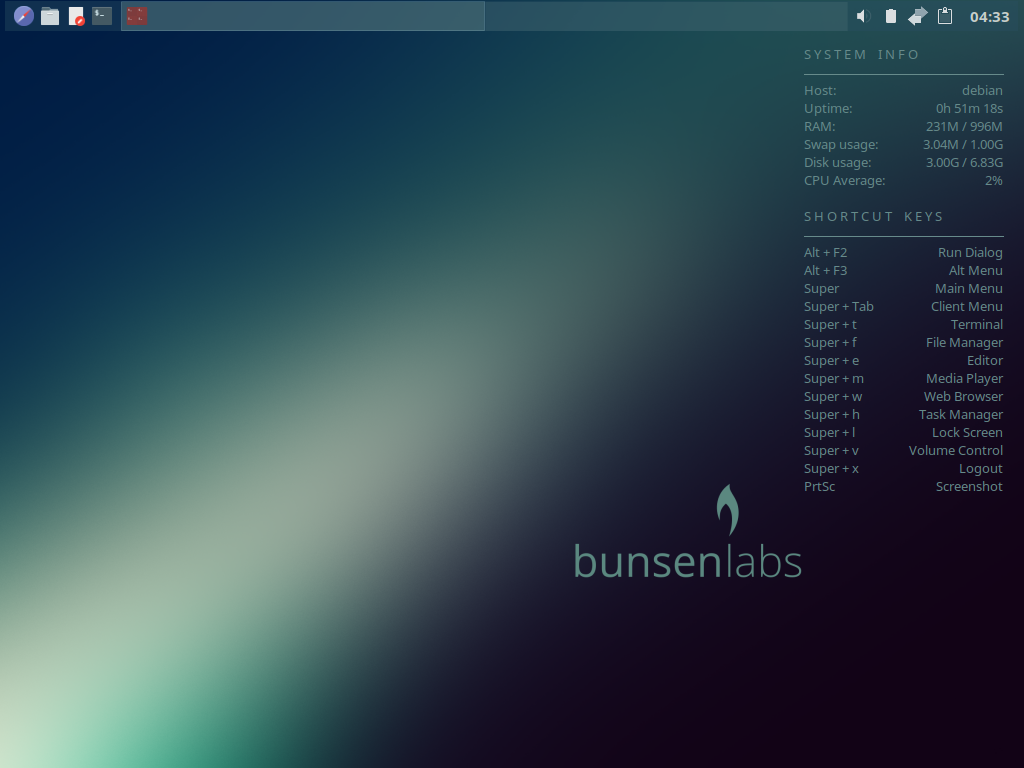 04:33
SYSTEM INFO
Host: debian
Uptime: 0h 51m 18s
RAM: 231M / 996M
Swap usage: 3.04M / 1.00G
Disk usage: 3.00G / 6.83G
CPU Average: 2%
SHORTCUT KEYS
Alt + F2 Run Dialog
Alt + F3 Alt Menu
Super Main Menu
Super + Tab Client Menu
Super + t Terminal
Super + f File Manager
Super + e Editor
Super + m Media Player
Super + w Web Browser
Super + h Task Manager
Super + l Lock Screen
Super + v Volume Control
Super + x Logout
PrtSc Screenshot
bunsenlabs